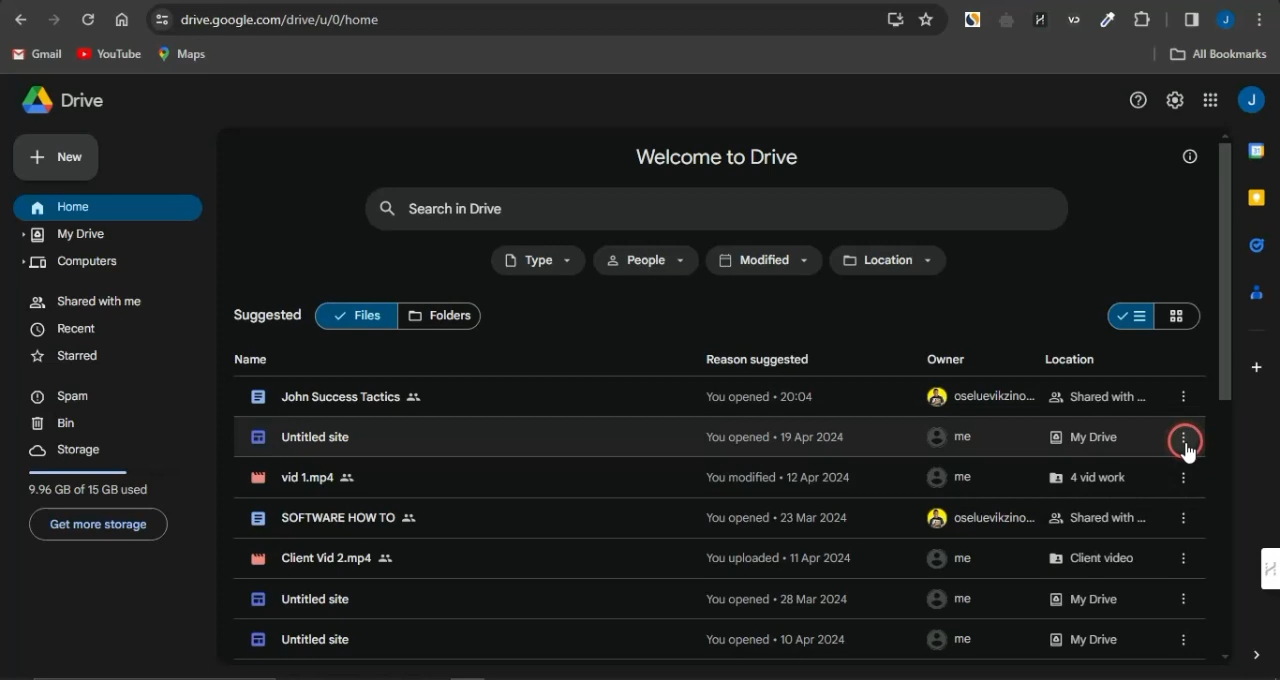 drive.google.com/drive/u/0/home
Gmail YouTube Maps All Bookmarks
J
Drive
J
New
Home
My Drive
Computers
Shared with me
Recent
Starred
Spam
Bin
Storage
9.96 GB of 15 GB used
Get more storage
Welcome to Drive
Search in Drive
Type People Modified Location
Suggested Files Folders
Name Reason suggested Owner Location
John Success Tactics You opened • 20:04 oseluevikzino... Shared with ...
Untitled site You opened • 19 Apr 2024 me My Drive
vid 1.mp4 You modified • 12 Apr 2024 me 4 vid work
SOFTWARE HOW TO You opened • 23 Mar 2024 oseluevikzino... Shared with ...
Client Vid 2.mp4 You uploaded • 11 Apr 2024 me Client video
Untitled site You opened • 28 Mar 2024 me My Drive
Untitled site You opened • 10 Apr 2024 me My Drive